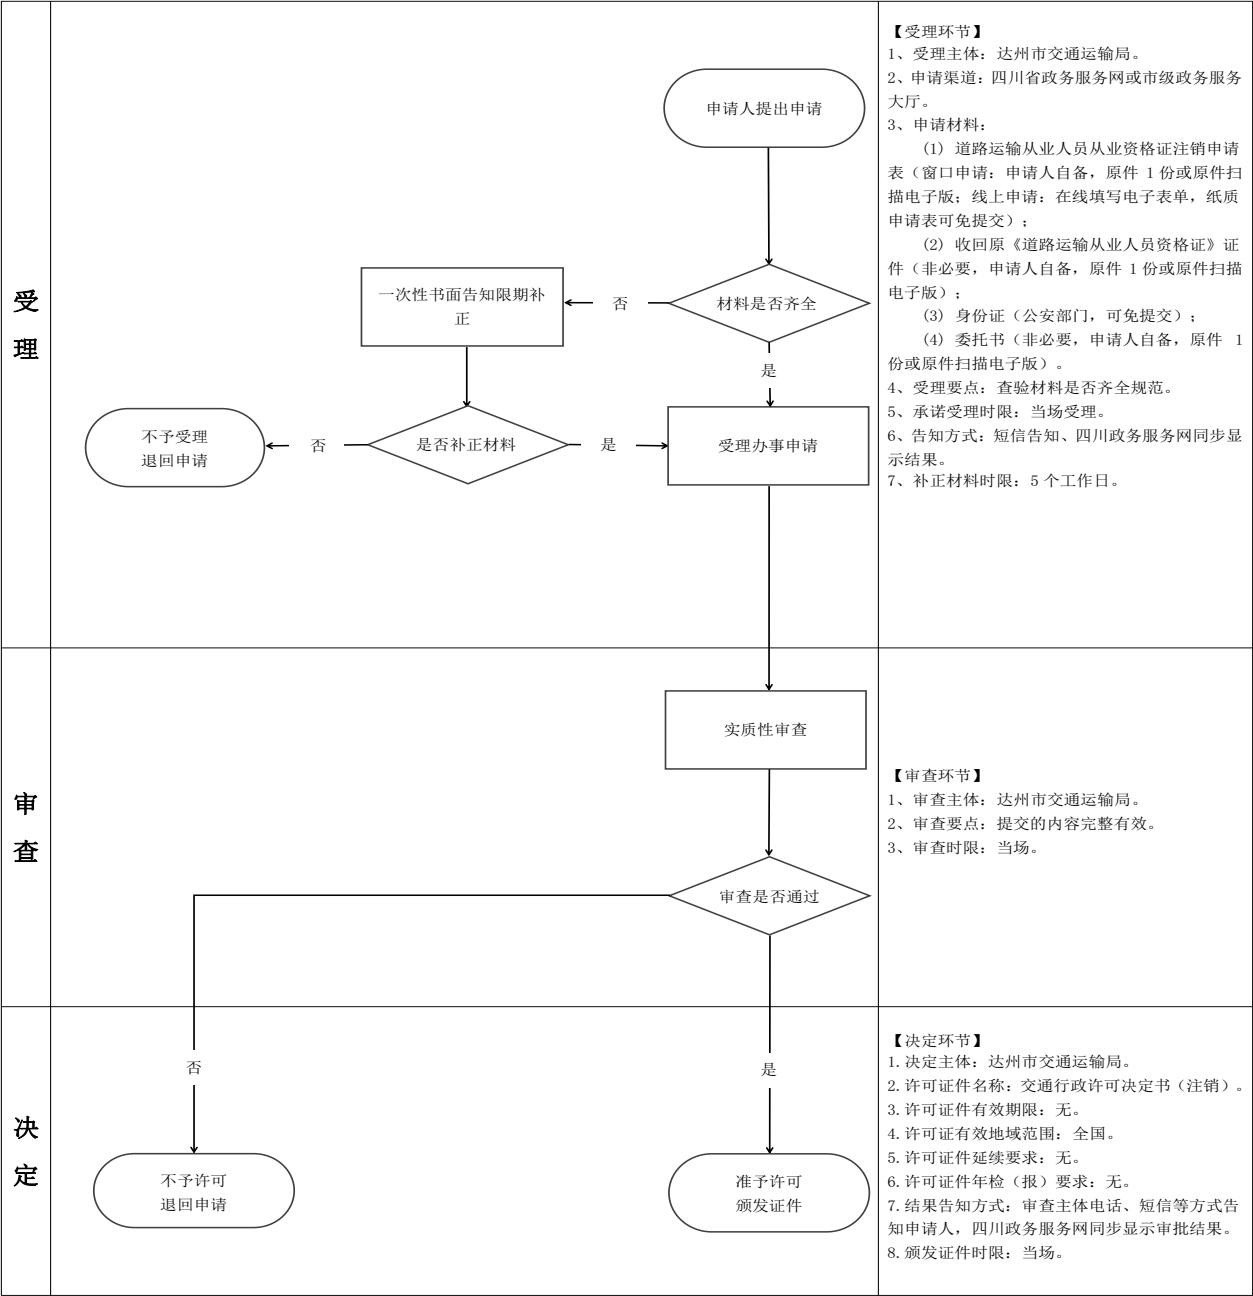 受
理
申请人提出申请
材料是否齐全
否
一次性书面告知限期补
正
是
不予受理
退回申请
否
是否补正材料
是
受理办事申请
【受理环节】
1、受理主体：达州市交通运输局。
2、申请渠道：四川省政务服务网或市级政务服务
大厅。
3、申请材料：
(1) 道路运输从业人员从业资格证注销申请
表（窗口申请：申请人自备，原件 1 份或原件扫
描电子版；线上申请：在线填写电子表单，纸质
申请表可免提交）；
(2) 收回原《道路运输从业人员资格证》证
件（非必要，申请人自备，原件 1 份或原件扫描
电子版）；
(3) 身份证（公安部门，可免提交）；
(4) 委托书（非必要，申请人自备，原件 1
份或原件扫描电子版）。
4、受理要点：查验材料是否齐全规范。
5、承诺受理时限：当场受理。
6、告知方式：短信告知、四川政务服务网同步显
示结果。
7、补正材料时限：5 个工作日。
审
查
实质性审查
审查是否通过
【审查环节】
1、审查主体：达州市交通运输局。
2、审查要点：提交的内容完整有效。
3、审查时限：当场。
决
定
否
是
不予许可
退回申请
准予许可
颁发证件
【决定环节】
1.决定主体：达州市交通运输局。
2.许可证件名称：交通行政许可决定书（注销）。
3.许可证件有效期限：无。
4.许可证有效地域范围：全国。
5.许可证件延续要求：无。
6.许可证件年检（报）要求：无。
7.结果告知方式：审查主体电话、短信等方式告
知申请人，四川政务服务网同步显示审批结果。
8.颁发证件时限：当场。